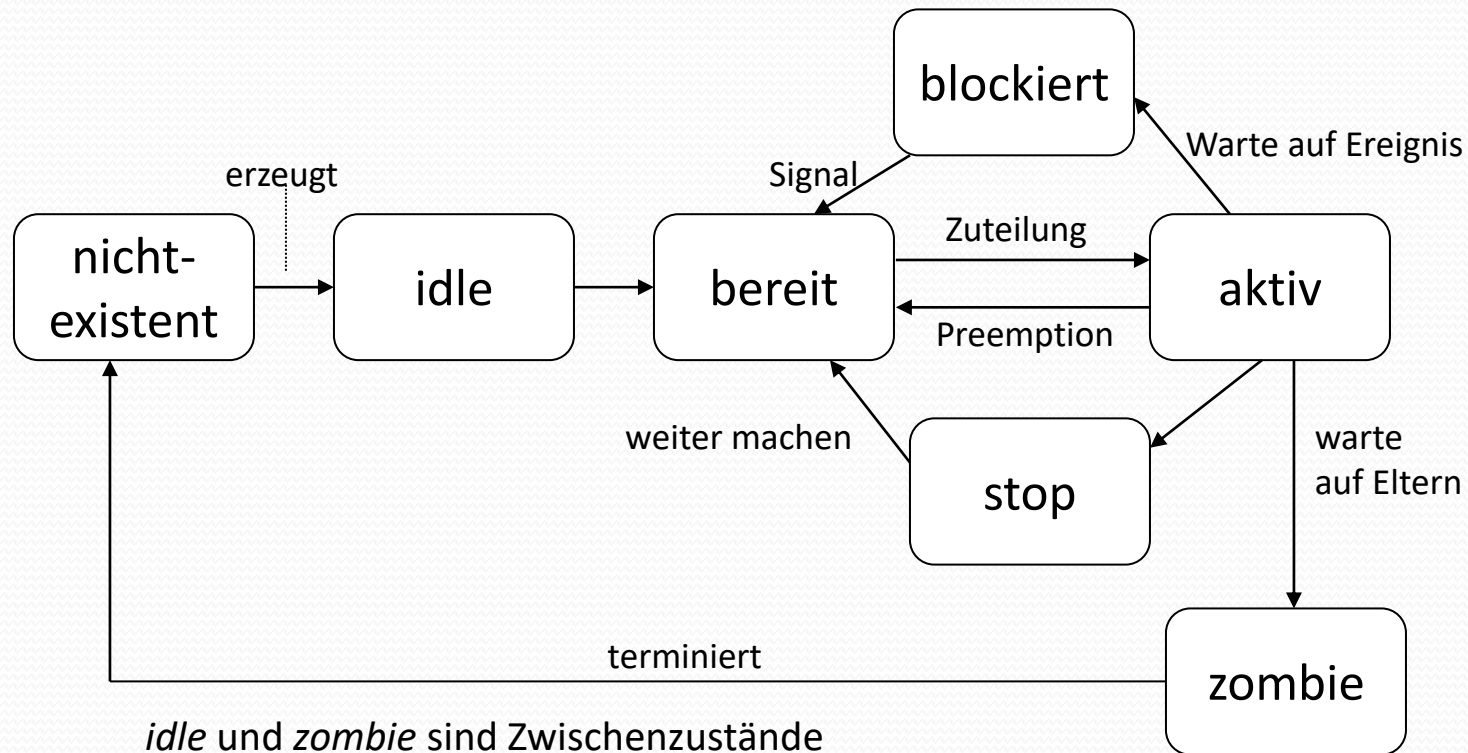 blockiert
Warte auf Ereignis
erzeugt
Signal
nicht-
existent
idle
bereit
Zuteilung
aktiv
Preemption
weiter machen
stop
warte
auf Eltern
terminiert
zombie
idle und zombie sind Zwischenzustände